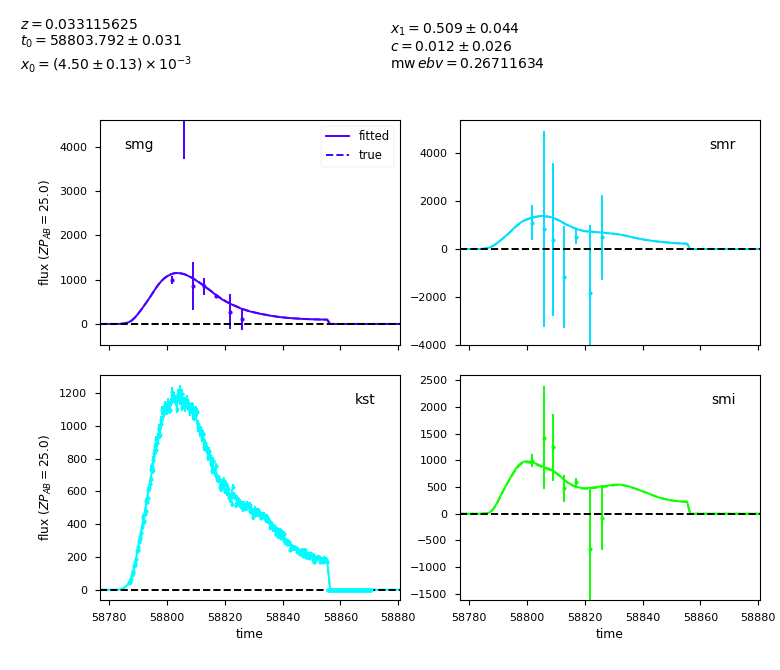 z = 0.033115625
t₀ = 58803.792 ± 0.031
x₀ = (4.50 ± 0.13) × 10⁻³
x₁ = 0.509 ± 0.044
c = 0.012 ± 0.026
mw ebv = 0.26711634
smg
fitted
true
4000
3000
2000
1000
0
flux (ZP_AB = 25.0)
smr
4000
2000
0
−2000
−4000
kst
1200
1000
800
600
400
200
0
flux (ZP_AB = 25.0)
58780 58800 58820 58840 58860 58880
time
smi
2500
2000
1500
1000
500
0
−500
−1000
−1500
58780 58800 58820 58840 58860 58880
time